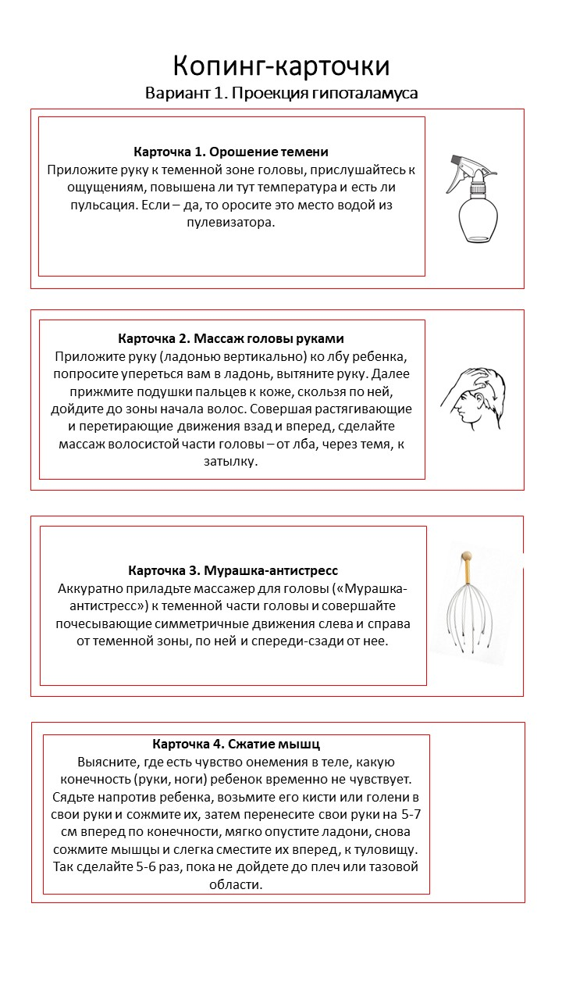 Копинг-карточки
Вариант 1. Проекция гипоталамуса
Карточка 1. Орошение темени
Приложите руку к теменной зоне головы, прислушайтесь к
ощущениям, повышена ли тут температура и есть ли
пульсация. Если – да, то оросите это место водой из
пулевизатора.
Карточка 2. Массаж головы руками
Приложите руку (ладонью вертикально) ко лбу ребенка,
попросите упереться вам в ладонь, вытяните руку. Далее
прижмите подушки пальцев к коже, скользя по ней,
дойдите до зоны начала волос. Совершая растягивающие
и перетирающие движения взад и вперед, сделайте
массаж волосистой части головы – от лба, через темя, к
затылку.
Карточка 3. Мурашка-антистресс
Аккуратно приладьте массажер для головы («Мурашка-
антистресс») к теменной части головы и совершайте
почесывающие симметричные движения слева и справа
от теменной зоны, по ней и спереди-сзади от нее.
Карточка 4. Сжатие мышц
Выясните, где есть чувство онемения в теле, какую
конечность (руки, ноги) ребенок временно не чувствует.
Сядьте напротив ребенка, возьмите его кисти или голени в
свои руки и сожмите их, затем перенесите свои руки на 5-7
см вперед по конечности, мягко опустите ладони, снова
сожмите мышцы и слегка сместите их вперед, к туловищу.
Так сделайте 5-6 раз, пока не дойдете до плеч или тазовой
области.